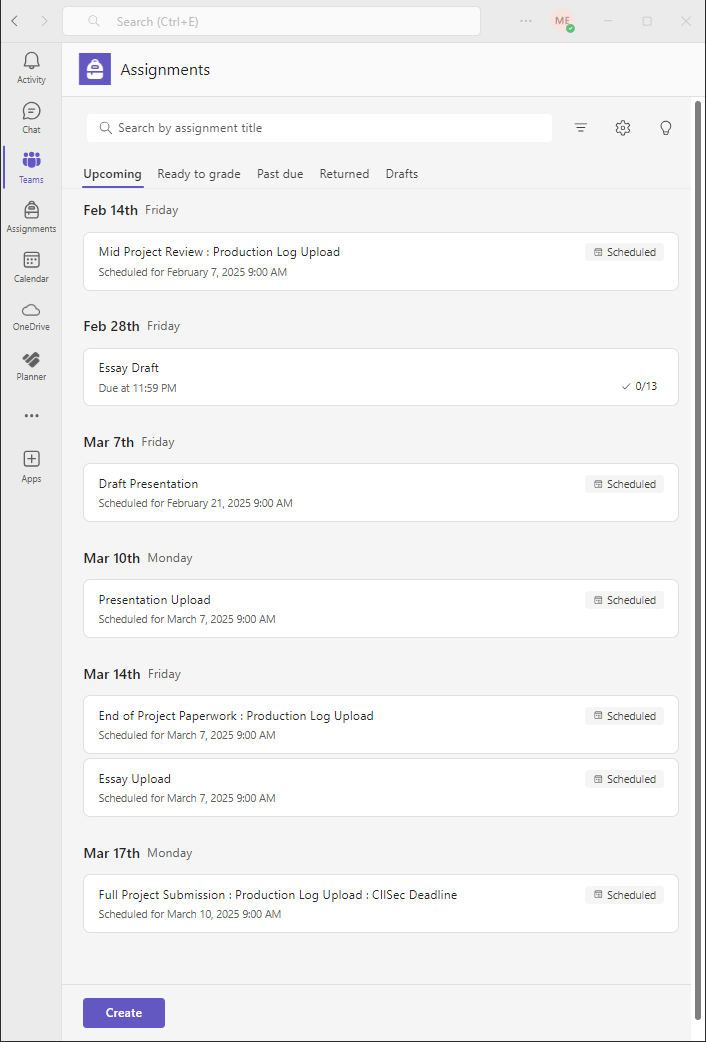 Search (Ctrl+E)
ME
Activity
Chat
Teams
Assignments
Calendar
OneDrive
Planner
Apps
Assignments
Search by assignment title
Upcoming Ready to grade Past due Returned Drafts
Feb 14th Friday
Mid Project Review : Production Log Upload
Scheduled
Scheduled for February 7, 2025 9:00 AM
Feb 28th Friday
Essay Draft
Due at 11:59 PM
0/13
Mar 7th Friday
Draft Presentation
Scheduled
Scheduled for February 21, 2025 9:00 AM
Mar 10th Monday
Presentation Upload
Scheduled
Scheduled for March 7, 2025 9:00 AM
Mar 14th Friday
End of Project Paperwork : Production Log Upload
Scheduled
Scheduled for March 7, 2025 9:00 AM
Essay Upload
Scheduled
Scheduled for March 7, 2025 9:00 AM
Mar 17th Monday
Full Project Submission : Production Log Upload : CIISec Deadline
Scheduled
Scheduled for March 10, 2025 9:00 AM
Create